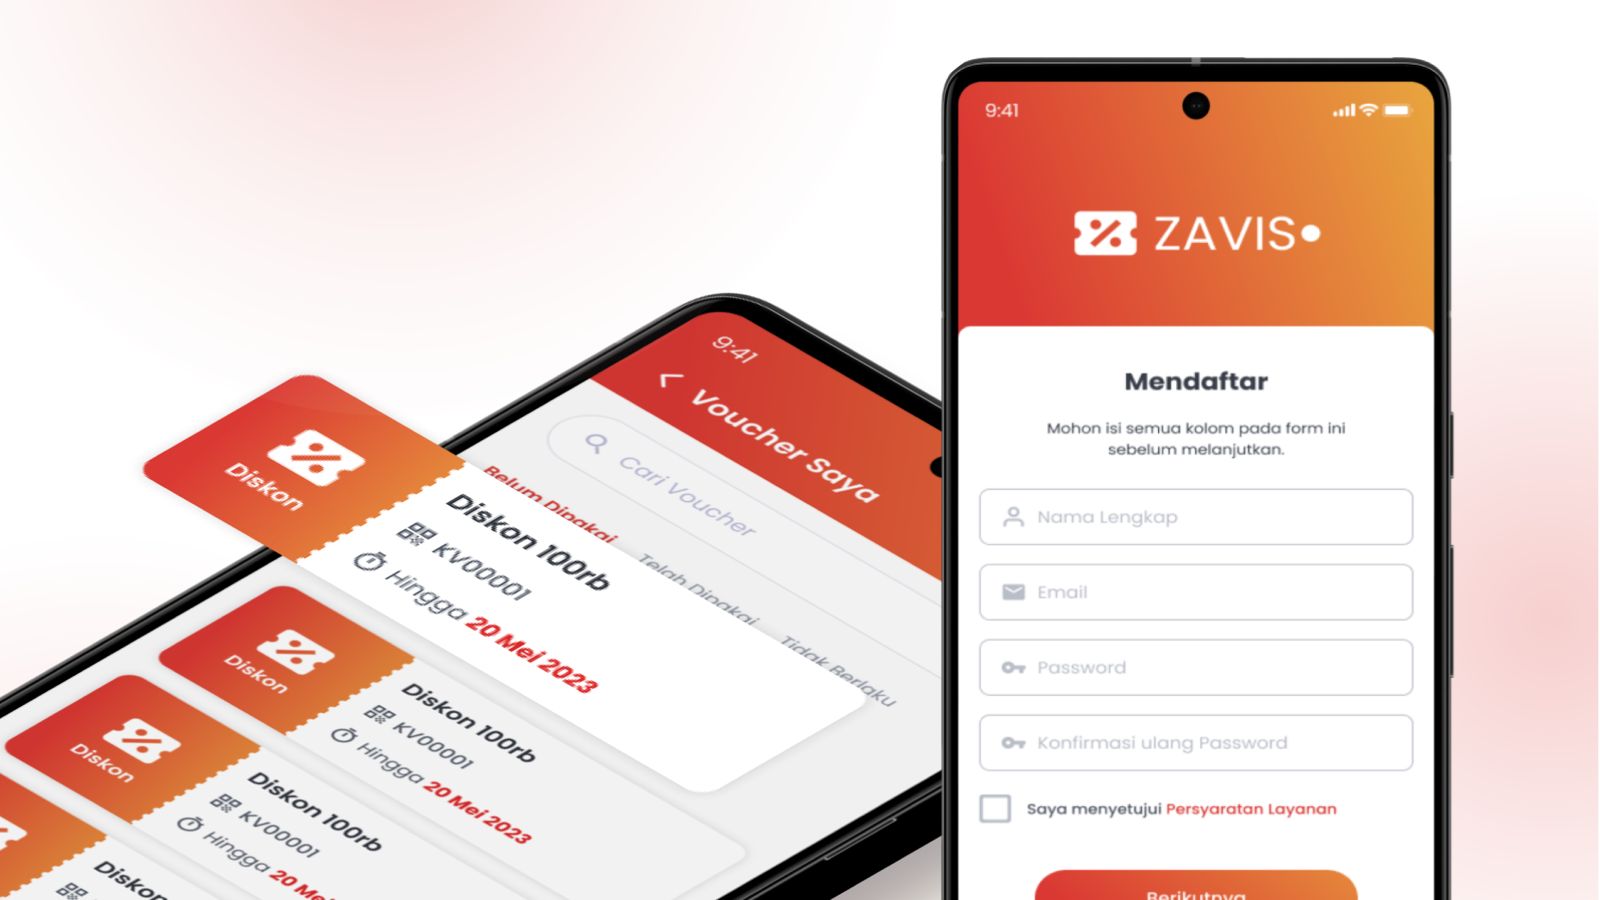 9:41
Voucher Saya
Cari Voucher
Belum Dipakai
Telah Dipakai
Tidak Berlaku
Diskon
Diskon 100rb
KV00001
Hingga 20 Mei 2023
Diskon
Diskon 100rb
KV00001
Hingga 20 Mei 2023
Diskon
Diskon 100rb
KV00001
Hingga 20 Mei
Diskon
9:41
ZAVIS
Mendaftar
Mohon isi semua kolom pada form ini
sebelum melanjutkan.
Nama Lengkap
Email
Password
Konfirmasi ulang Password
Saya menyetujui Persyaratan Layanan
Berikutnya